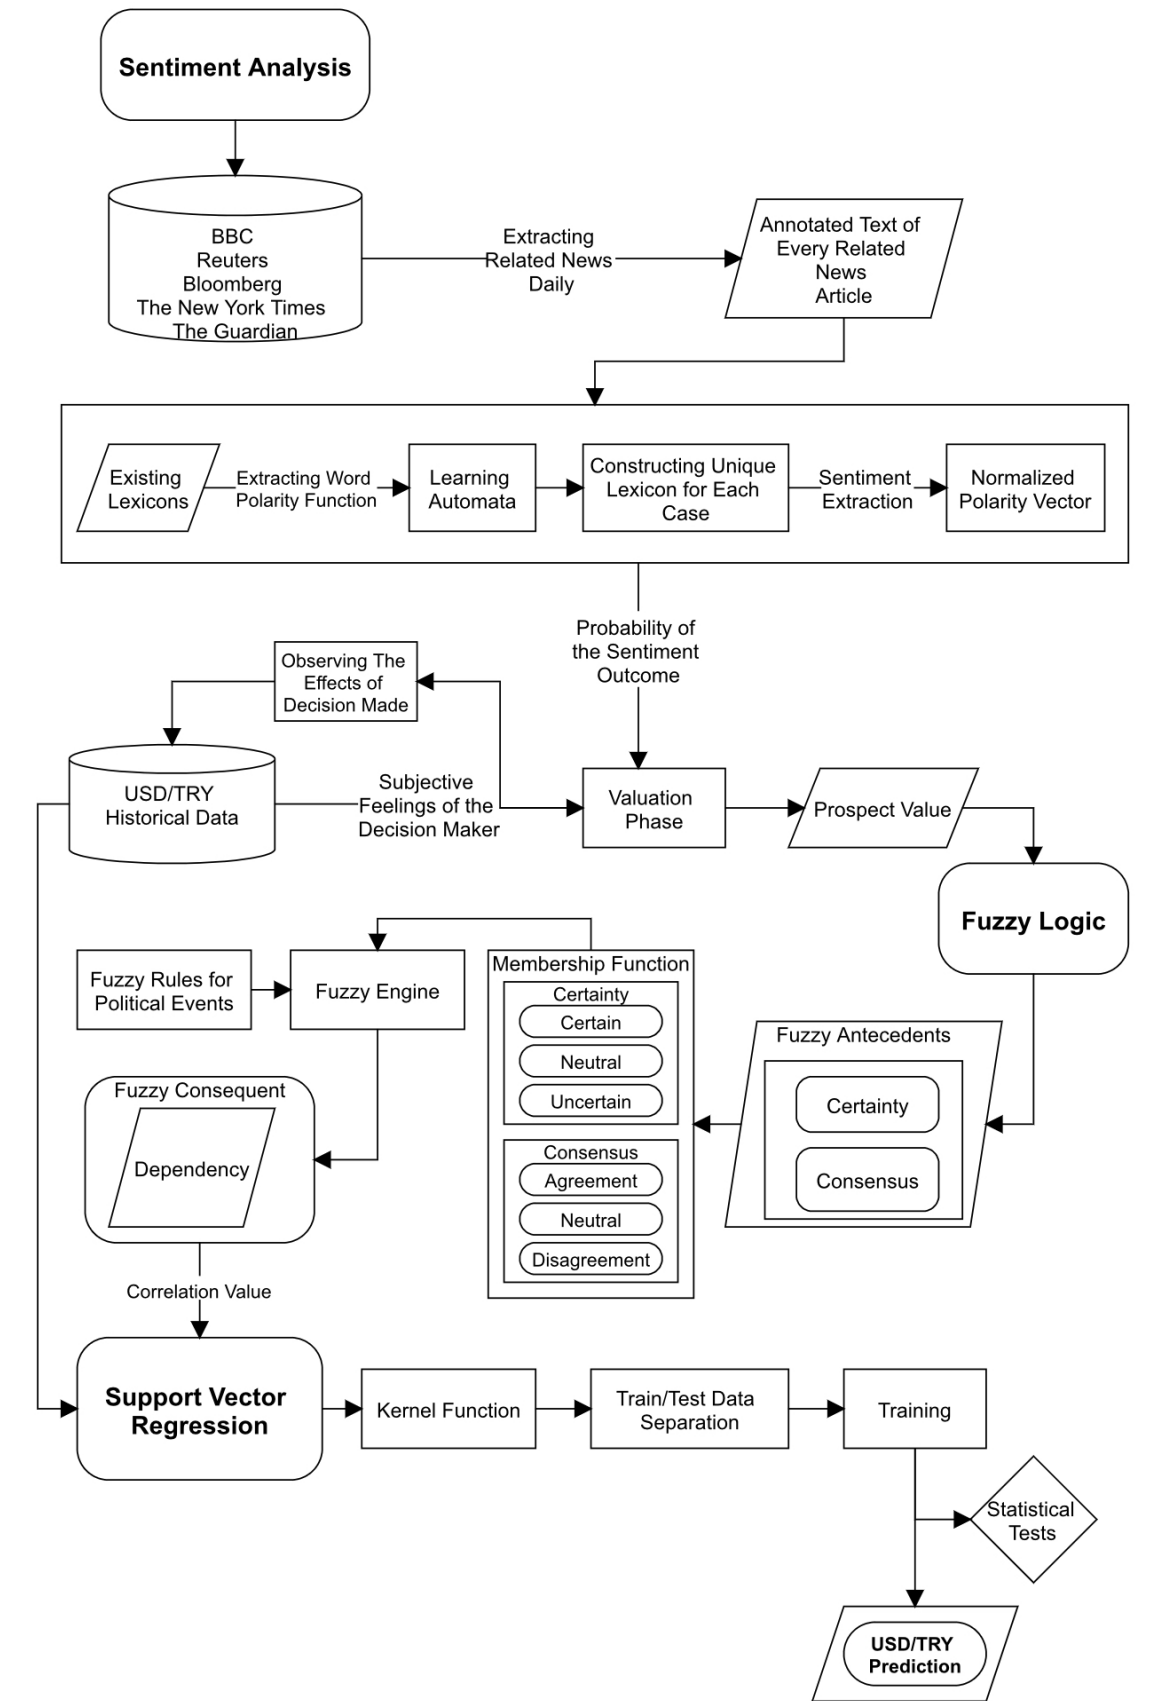 Sentiment Analysis
BBC
Reuters
Bloomberg
The New York Times
The Guardian
Extracting
Related News
Daily
Annotated Text of
Every Related
News
Article
Existing
Lexicons
Extracting Word
Polarity Function
Learning
Automata
Constructing Unique
Lexicon for Each
Case
Sentiment
Extraction
Normalized
Polarity Vector
Probability of
the Sentiment
Outcome
Observing The
Effects of
Decision Made
USD/TRY
Historical Data
Subjective
Feelings of the
Decision Maker
Valuation
Phase
Prospect Value
Fuzzy Logic
Fuzzy Rules for
Political Events
Fuzzy Engine
Membership Function
Certainty
Certain
Neutral
Uncertain
Consensus
Agreement
Neutral
Disagreement
Fuzzy Antecedents
Certainty
Consensus
Fuzzy Consequent
Dependency
Correlation Value
Support Vector
Regression
Kernel Function
Train/Test Data
Separation
Training
Statistical
Tests
USD/TRY
Prediction